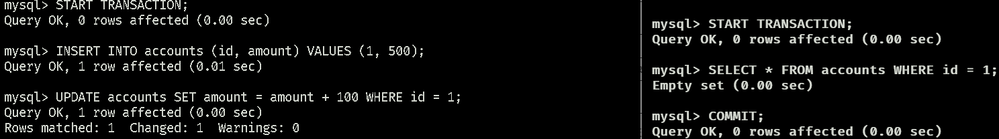 mysql> START TRANSACTION;
Query OK, 0 rows affected (0.00 sec)
mysql> INSERT INTO accounts (id, amount) VALUES (1, 500);
Query OK, 1 row affected (0.01 sec)
mysql> UPDATE accounts SET amount = amount + 100 WHERE id = 1;
Query OK, 1 row affected (0.00 sec)
Rows matched: 1  Changed: 1  Warnings: 0
mysql> START TRANSACTION;
Query OK, 0 rows affected (0.00 sec)
mysql> SELECT * FROM accounts WHERE id = 1;
Empty set (0.00 sec)
mysql> COMMIT;
Query OK, 0 rows affected (0.00 sec)